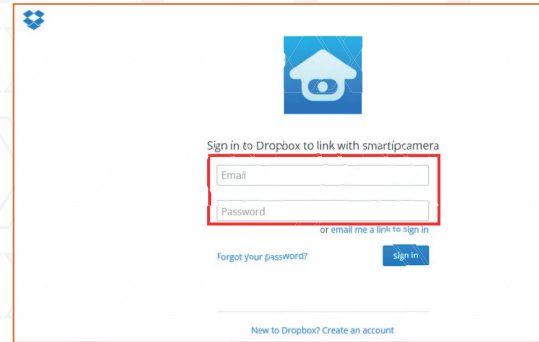 Sign in to Dropbox to link with smartipcamera
Email
Password
or email me a link to sign in
Forgot your password?
Sign in
New to Dropbox? Create an account